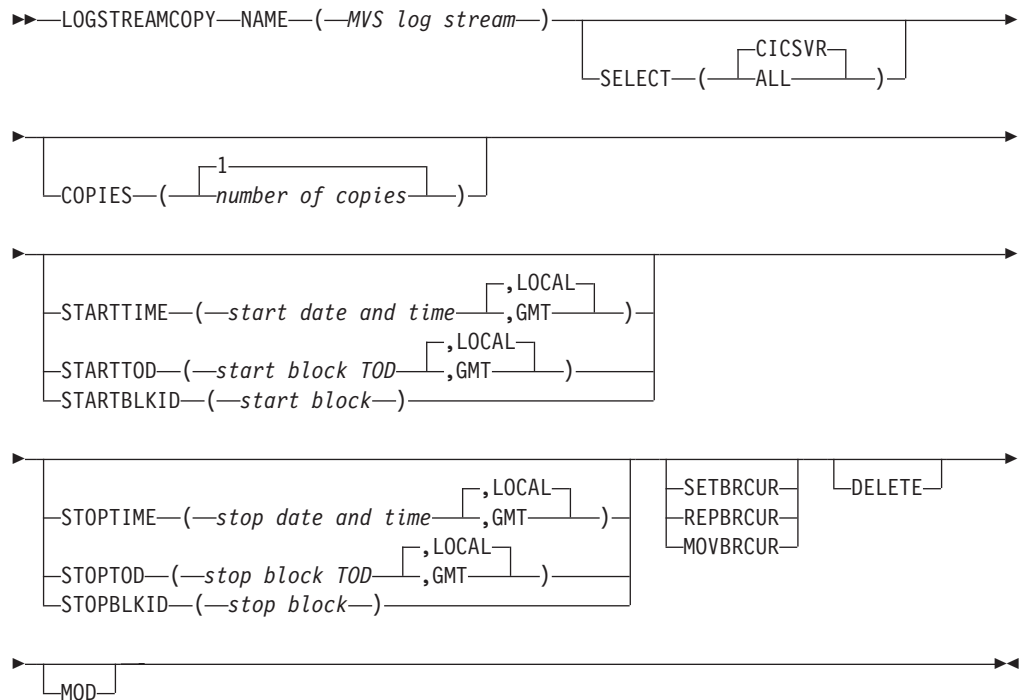 LOGSTREAMCOPY NAME ( MVS log stream )
CICSVR
SELECT ( ALL )
1
COPIES ( number of copies )
,LOCAL
STARTTIME ( start date and time ,GMT )
,LOCAL
STARTTOD ( start block TOD ,GMT )
STARTBLKID ( start block )
,LOCAL
STOPTIME ( stop date and time ,GMT )
,LOCAL
STOPTOD ( stop block TOD ,GMT )
STOPBLKID ( stop block )
SETBRCUR
REPBRCUR
MOVBRCUR
DELETE
MOD